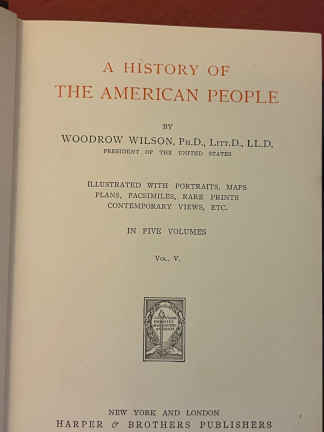 A HISTORY OF
THE AMERICAN PEOPLE
BY
WOODROW WILSON, PH.D., LITT.D., LL.D.
PRESIDENT OF THE UNITED STATES
ILLUSTRATED WITH PORTRAITS, MAPS
PLANS, FACSIMILES, RARE PRINTS
CONTEMPORARY VIEWS, ETC.
IN FIVE VOLUMES
VOL. V.
NEW YORK AND LONDON
HARPER & BROTHERS PUBLISHERS